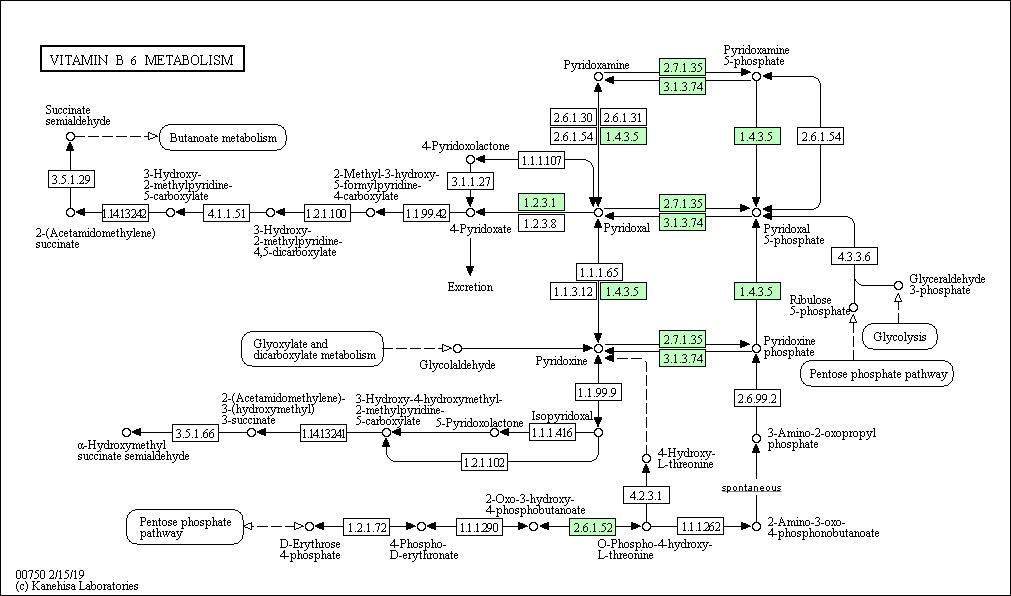 VITAMIN B 6 METABOLISM
Pyridoxamine
Pyridoxamine
5-phosphate
2.7.1.35
3.1.3.74
Succinate
semialdehyde
Butanoate metabolism
2.6.1.30
2.6.1.31
2.6.1.54
1.4.3.5
1.4.3.5
2.6.1.54
4-Pyridoxolactone
1.1.1.107
3.5.1.29
3-Hydroxy-
2-methylpyridine-
5-carboxylate
2-Methyl-3-hydroxy-
5-formylpyridine-
4-carboxylate
3.1.1.27
1.14.13.242
4.1.1.51
1.2.1.100
1.1.99.42
1.2.3.1
1.2.3.8
2.7.1.35
3.1.3.74
2-(Acetamidomethylene)
succinate
3-Hydroxy-
2-methylpyridine-
4,5-dicarboxylate
4-Pyridoxate
Pyridoxal
Pyridoxal
5-phosphate
4.3.3.6
Excretion
1.1.1.65
1.1.3.12
1.4.3.5
1.4.3.5
Glyceraldehyde
3-phosphate
Ribulose
5-phosphate
Glycolysis
Pentose phosphate pathway
Glyoxylate and
dicarboxylate metabolism
Glycolaldehyde
Pyridoxine
2.7.1.35
3.1.3.74
Pyridoxine
phosphate
1.1.99.9
2.6.99.2
2-(Acetamidomethylene)-
3-(hydroxymethyl)
3-succinate
3-Hydroxy-4-hydroxymethyl-
2-methylpyridine-
5-carboxylate
5-Pyridoxolactone
Isopyridoxal
3.5.1.66
1.14.13.241
1.1.1.416
α-Hydroxymethyl
succinate semialdehyde
1.2.1.102
4-Hydroxy-
L-threonine
3-Amino-2-oxopropyl
phosphate
4.2.3.1
spontaneous
Pentose phosphate
pathway
2-Oxo-3-hydroxy-
4-phosphobutanoate
1.2.1.72
1.1.1.290
2.6.1.52
1.1.1.262
D-Erythrose
4-phosphate
4-Phospho-
D-erythronate
O-Phospho-4-hydroxy-
L-threonine
2-Amino-3-oxo-
4-phosphonobutanoate
00750 2/15/19
(c) Kanehisa Laboratories